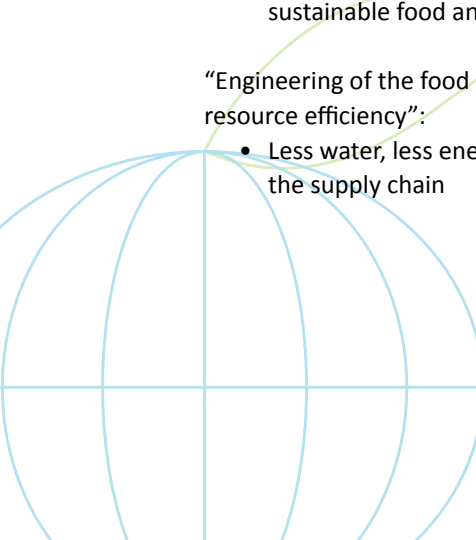 sustainable food an
“Engineering of the food
resource efficiency”:
• Less water, less ene
the supply chain